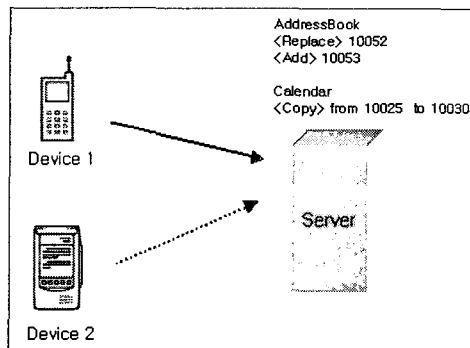 AddressBook
<Replace> 10052
<Add> 10053
Calendar
<Copy> from 10025 to 10030
Device 1
Server
Device 2